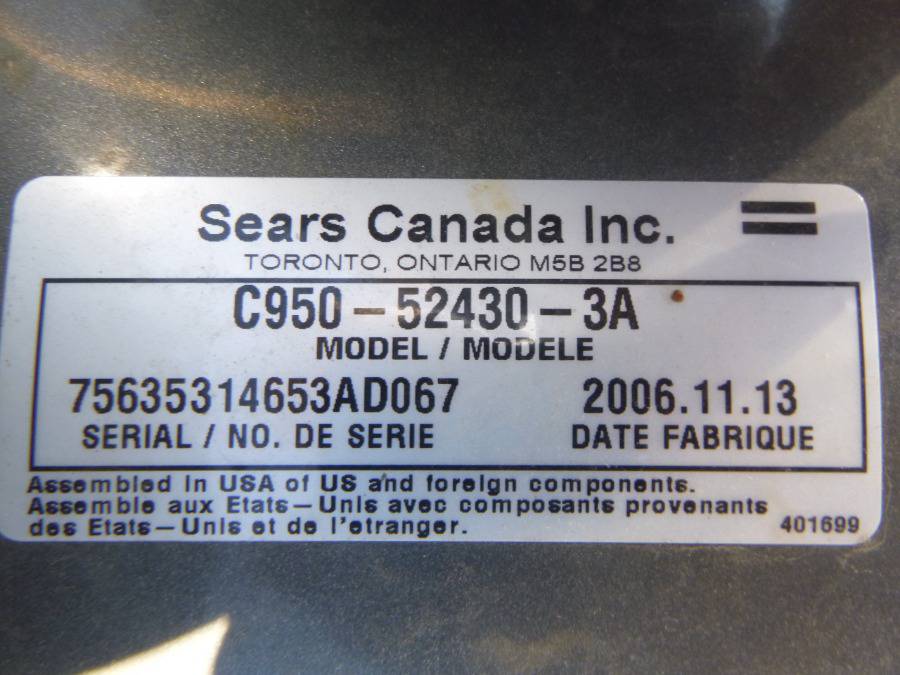 Sears Canada Inc.
TORONTO, ONTARIO M5B 2B8
C950-52430-3A
MODEL / MODELE
75635314653AD067 2006.11.13
SERIAL / NO. DE SERIE DATE FABRIQUE
Assembled in USA of US and foreign components.
Assemble aux Etats-Unis avec composants provenants
des Etats-Unis et de l'etranger. 401699